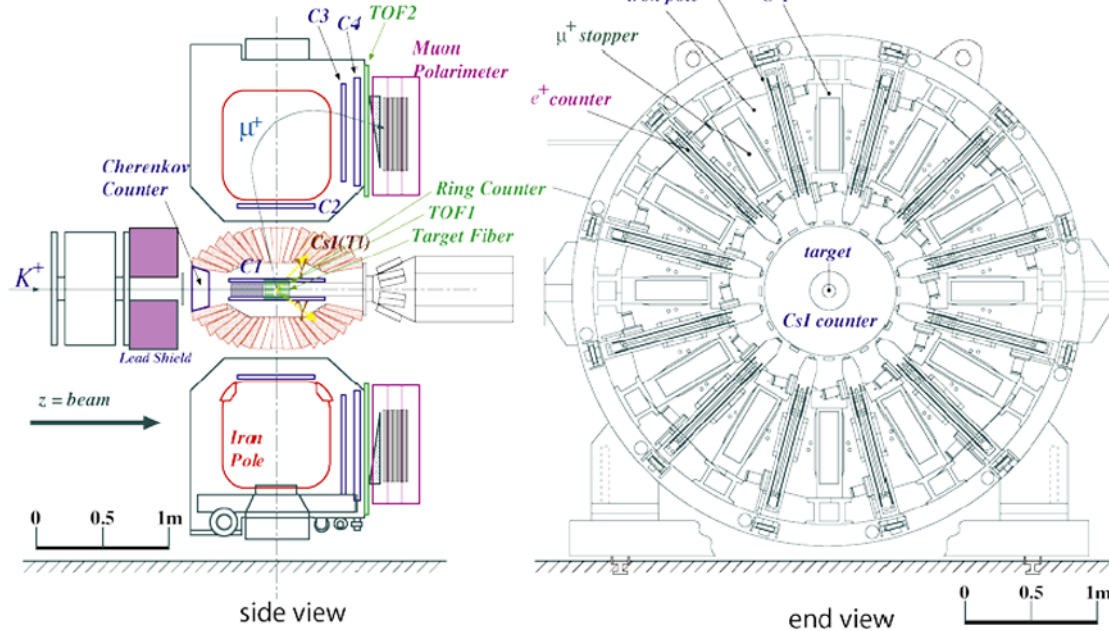 C3
C4
TOF2
Muon
Polarimeter
μ+
Cherenkov
Counter
C2
Ring Counter
TOF1
CsI(Tl)
Target Fiber
C1
K+
Lead Shield
z = beam
Iron
Pole
0 0.5 1m
side view
μ+ stopper
e+ counter
target
CsI counter
0 0.5 1m
end view